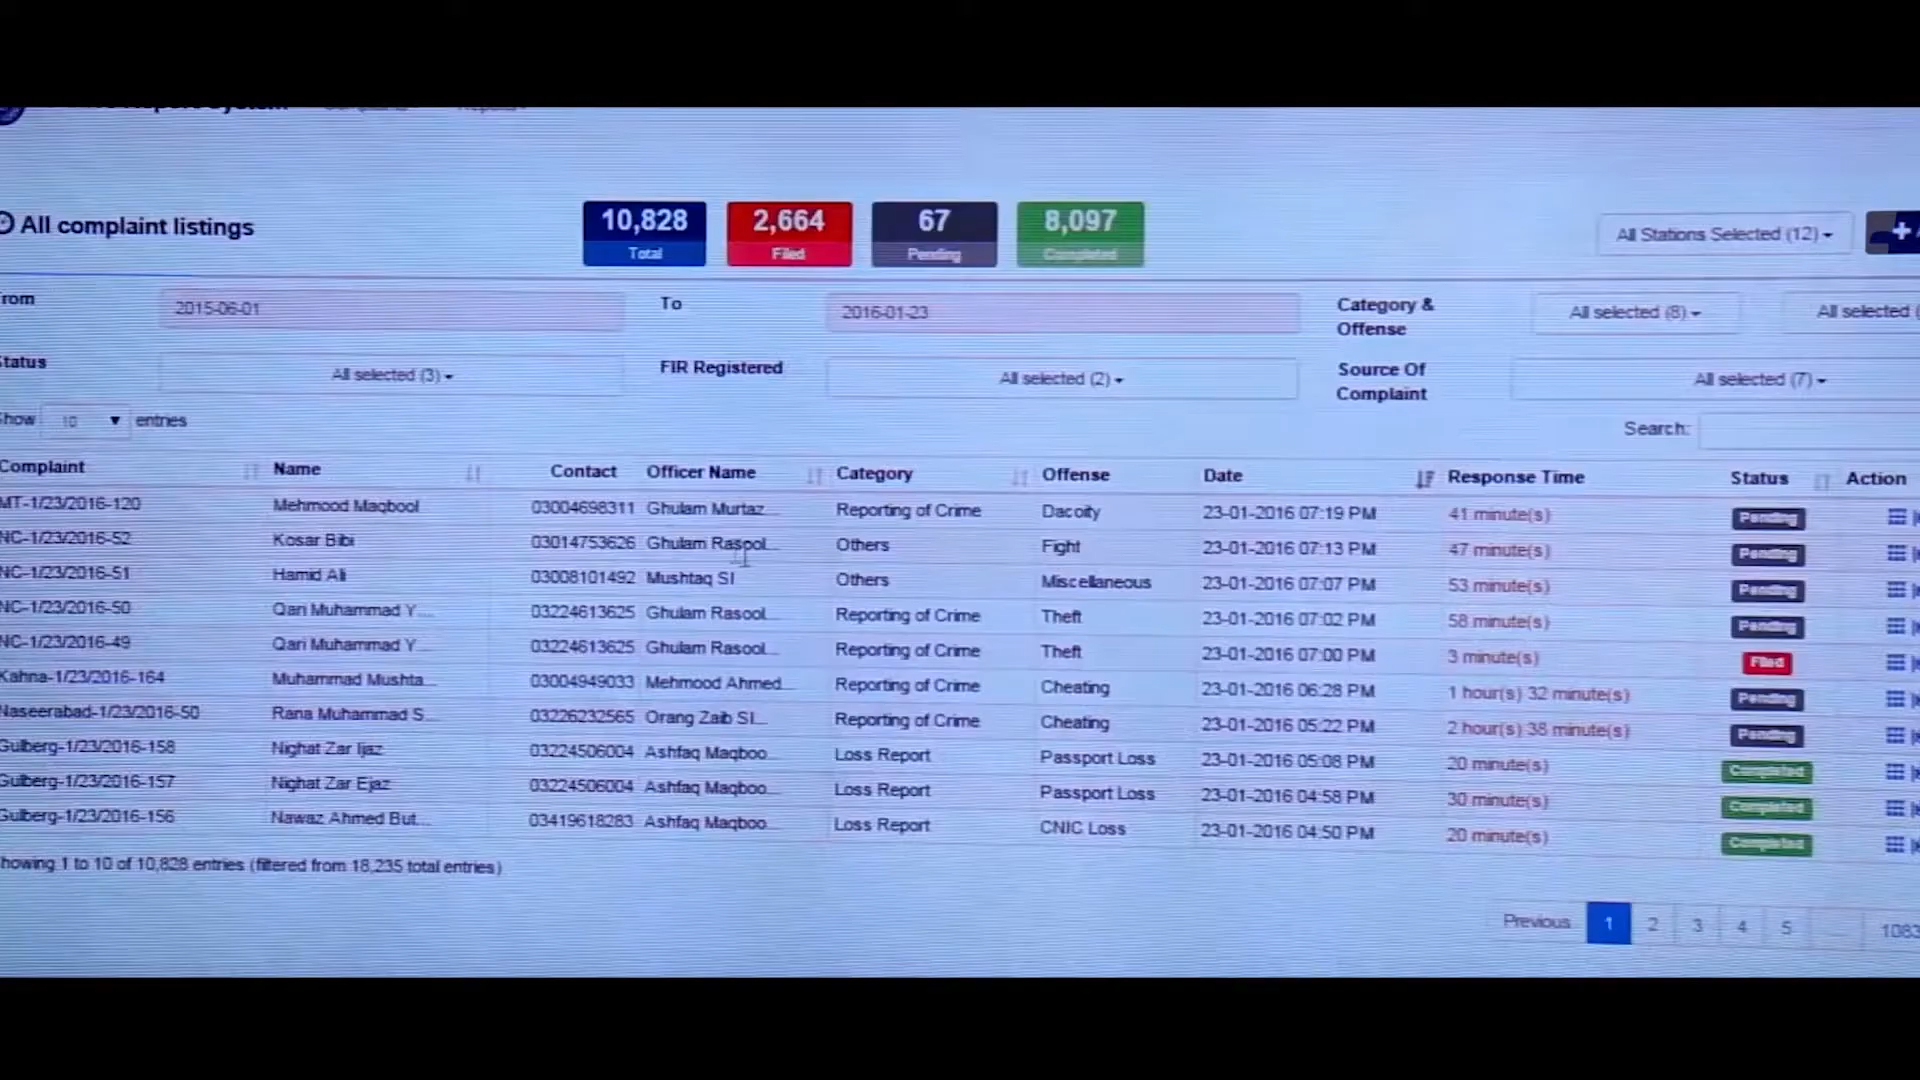 All complaint listings
10,828 Total
2,664 Filed
67 Pending
8,097 Completed
All Stations Selected (12)
rom 2015-06-01 To 2016-01-23 Category & Offense All selected (8) All selected (
Status All selected (3) FIR Registered All selected (2) Source Of Complaint All selected (7)
how 10 entries Search:
Complaint Name Contact Officer Name Category Offense Date Response Time Status Action
MT-1/23/2016-120 Mehmood Maqbool 03004698311 Ghulam Murtaz... Reporting of Crime Dacoity 23-01-2016 07:19 PM 41 minute(s) Pending
NC-1/23/2016-52 Kosar Bibi 03014753626 Ghulam Rasool... Others Fight 23-01-2016 07:13 PM 47 minute(s) Pending
NC-1/23/2016-51 Hamid Ali 03008101492 Mushtaq SI Others Miscellaneous 23-01-2016 07:07 PM 53 minute(s) Pending
NC-1/23/2016-50 Qari Muhammad Y... 03224613625 Ghulam Rasool... Reporting of Crime Theft 23-01-2016 07:02 PM 58 minute(s) Pending
NC-1/23/2016-49 Qari Muhammad Y... 03224613625 Ghulam Rasool... Reporting of Crime Theft 23-01-2016 07:00 PM 3 minute(s) Filed
Kahna-1/23/2016-164 Muhammad Mushta... 03004949033 Mehmood Ahmed... Reporting of Crime Cheating 23-01-2016 06:28 PM 1 hour(s) 32 minute(s) Pending
Naseerabad-1/23/2016-50 Rana Muhammad S... 03226232565 Orang Zaib SI... Reporting of Crime Cheating 23-01-2016 05:22 PM 2 hour(s) 38 minute(s) Pending
Gulberg-1/23/2016-158 Nighat Zar Ijaz 03224506004 Ashfaq Maqboo... Loss Report Passport Loss 23-01-2016 05:08 PM 20 minute(s) Completed
Gulberg-1/23/2016-157 Nighat Zar Ejaz 03224506004 Ashfaq Maqboo... Loss Report Passport Loss 23-01-2016 04:58 PM 30 minute(s) Completed
Gulberg-1/23/2016-156 Nawaz Ahmed But... 03419618283 Ashfaq Maqboo... Loss Report CNIC Loss 23-01-2016 04:50 PM 20 minute(s) Completed
howing 1 to 10 of 10,828 entries (filtered from 18,235 total entries)
Previous 1 2 3 4 5 ... 1083